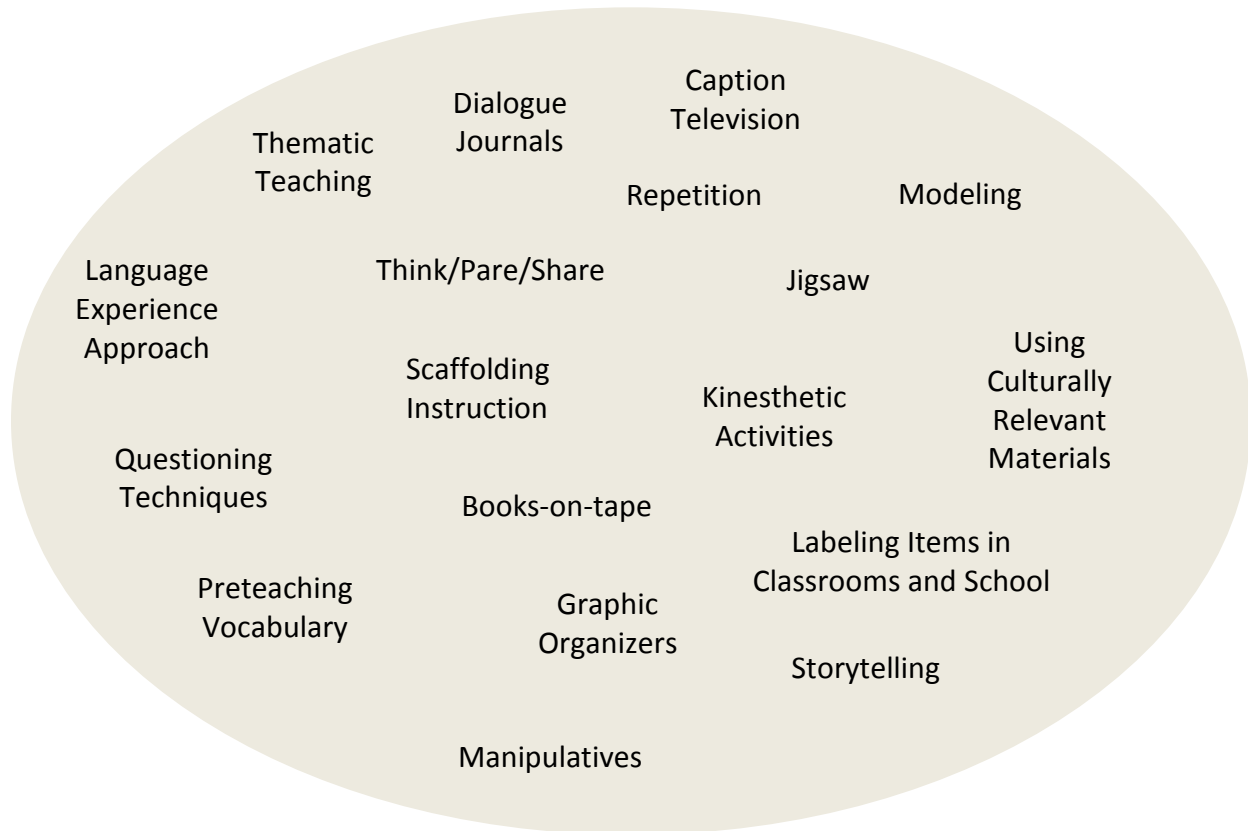 Caption
Television
Dialogue
Journals
Thematic
Teaching
Repetition
Modeling
Language
Experience
Approach
Think/Pare/Share
Jigsaw
Using
Culturally
Relevant
Materials
Scaffolding
Instruction
Kinesthetic
Activities
Questioning
Techniques
Books-on-tape
Labeling Items in
Classrooms and School
Preteaching
Vocabulary
Graphic
Organizers
Storytelling
Manipulatives